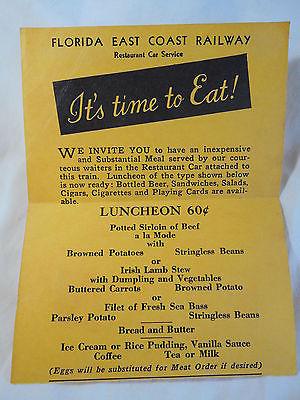 FLORIDA EAST COAST RAILWAY
Restaurant Car Service
It's time to Eat!
WE INVITE YOU to have an inexpensive
and Substantial Meal served by our cour-
teous waiters in the Restaurant Car attached to
this train. Luncheon of the type shown below
is now ready: Bottled Beer, Sandwiches, Salads,
Cigars, Cigarettes and Playing Cards are avail-
able.
LUNCHEON 60¢
Potted Sirloin of Beef
a la Mode
with
Browned Potatoes Stringless Beans
or
Irish Lamb Stew
with Dumpling and Vegetables
Buttered Carrots Browned Potato
or
Filet of Fresh Sea Bass
Parsley Potato Stringless Beans
Bread and Butter
Ice Cream or Rice Pudding, Vanilla Sauce
Coffee Tea or Milk
(Eggs will be substituted for Meat Order if desired)